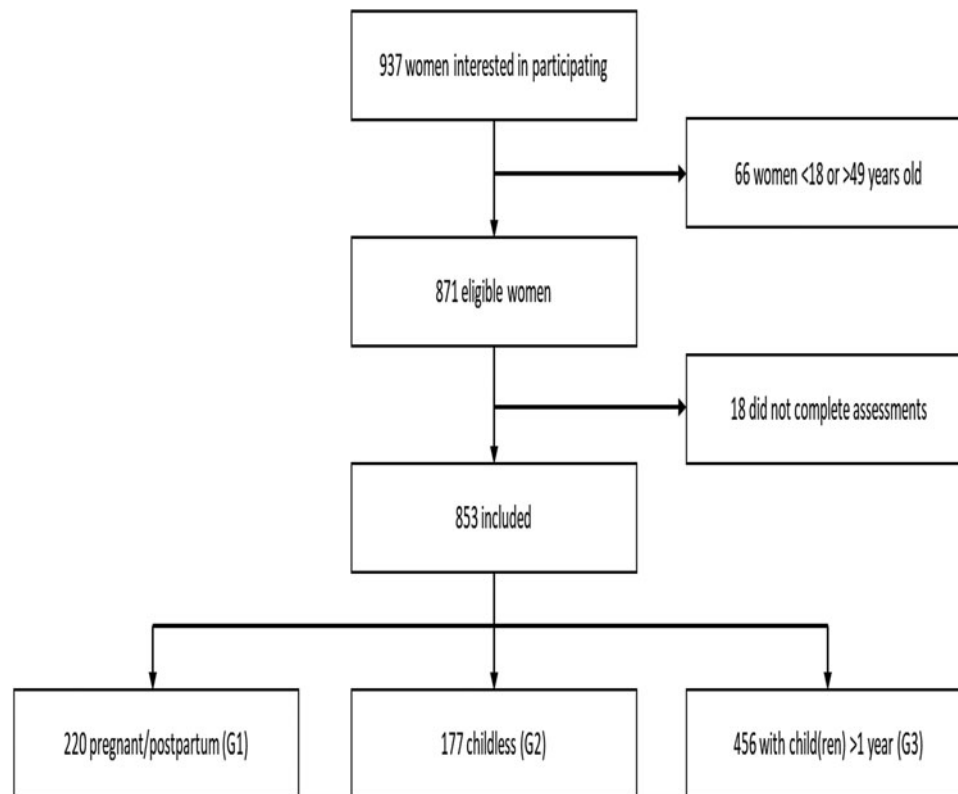 937 women interested in participating
66 women <18 or >49 years old
871 eligible women
18 did not complete assessments
853 included
220 pregnant/postpartum (G1)
177 childless (G2)
456 with child(ren) >1 year (G3)